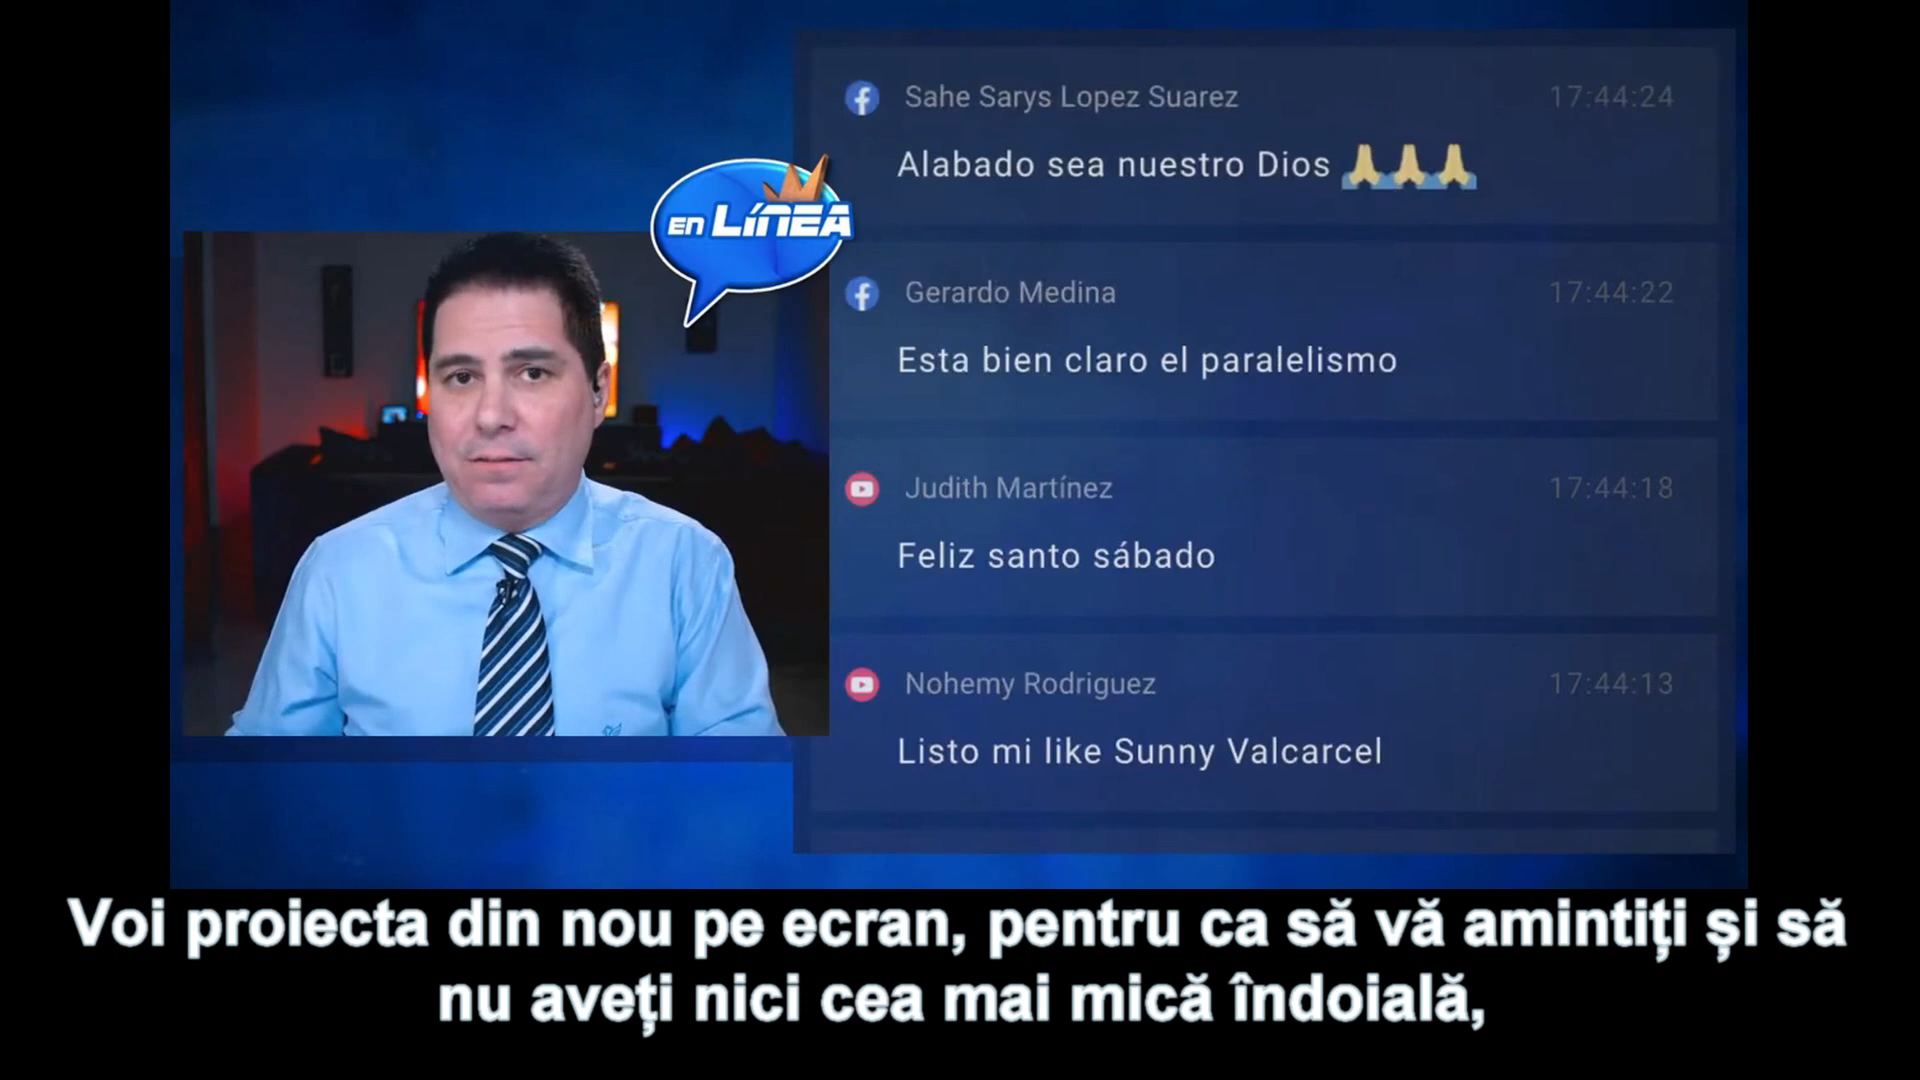 Sahe Sarys Lopez Suarez 17:44:24
Alabado sea nuestro Dios 🙏🙏🙏
EN LÍNEA
Gerardo Medina 17:44:22
Esta bien claro el paralelismo
Judith Martínez 17:44:18
Feliz santo sábado
Nohemy Rodriguez 17:44:13
Listo mi like Sunny Valcarcel
Voi proiecta din nou pe ecran, pentru ca să vă amintiți și să
nu aveți nici cea mai mică îndoială,